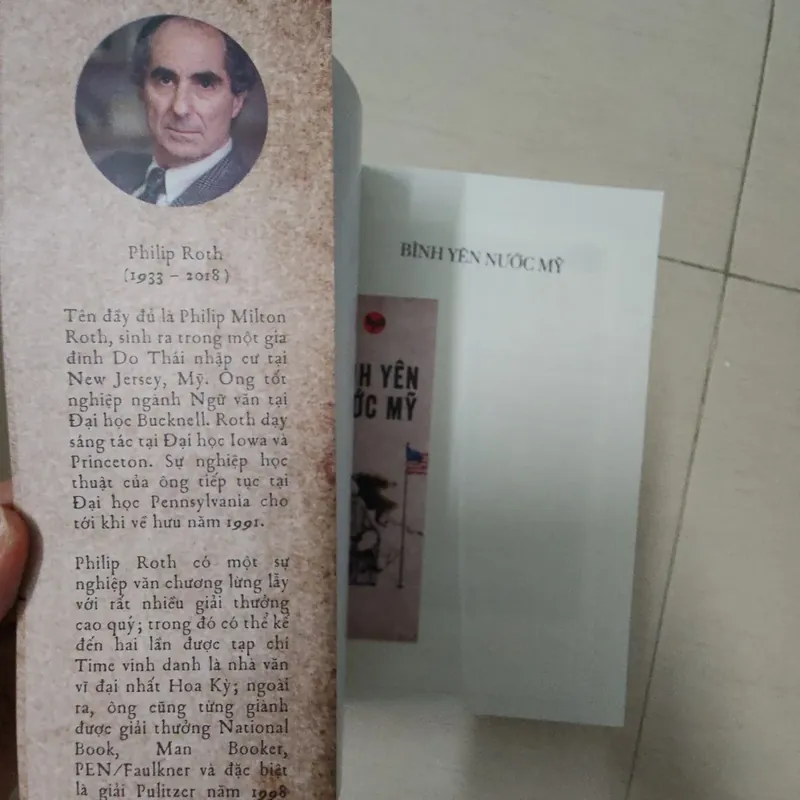 Philip Roth
(1933 – 2018)
Tên đầy đủ là Philip Milton
Roth, sinh ra trong một gia
đình Do Thái nhập cư tại
New Jersey, Mỹ. Ông tốt
nghiệp ngành Ngữ văn tại
Đại học Bucknell. Roth dạy
sáng tác tại Đại học Iowa và
Princeton. Sự nghiệp học
thuật của ông tiếp tục tại
Đại học Pennsylvania cho
tới khi về hưu năm 1991.
Philip Roth có một sự
nghiệp văn chương lừng lẫy
với rất nhiều giải thưởng
cao quý; trong đó có thể kể
đến hai lần được tạp chí
Time vinh danh là nhà văn
vĩ đại nhất Hoa Kỳ; ngoài
ra, ông cũng từng giành
được giải thưởng National
Book, Man Booker,
PEN/Faulkner và đặc biệt
là giải Pulitzer năm 1998
BÌNH YÊN NƯỚC MỸ
NH YÊN
ỚC MỸ